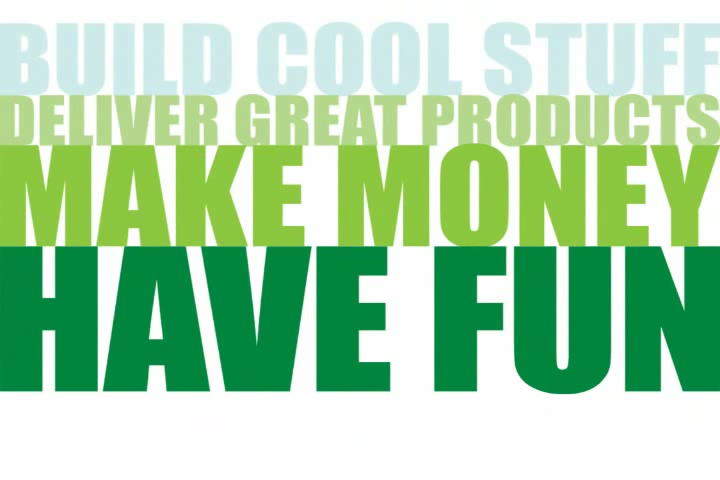 BUILD COOL STUFF
DELIVER GREAT PRODUCTS
MAKE MONEY
HAVE FUN